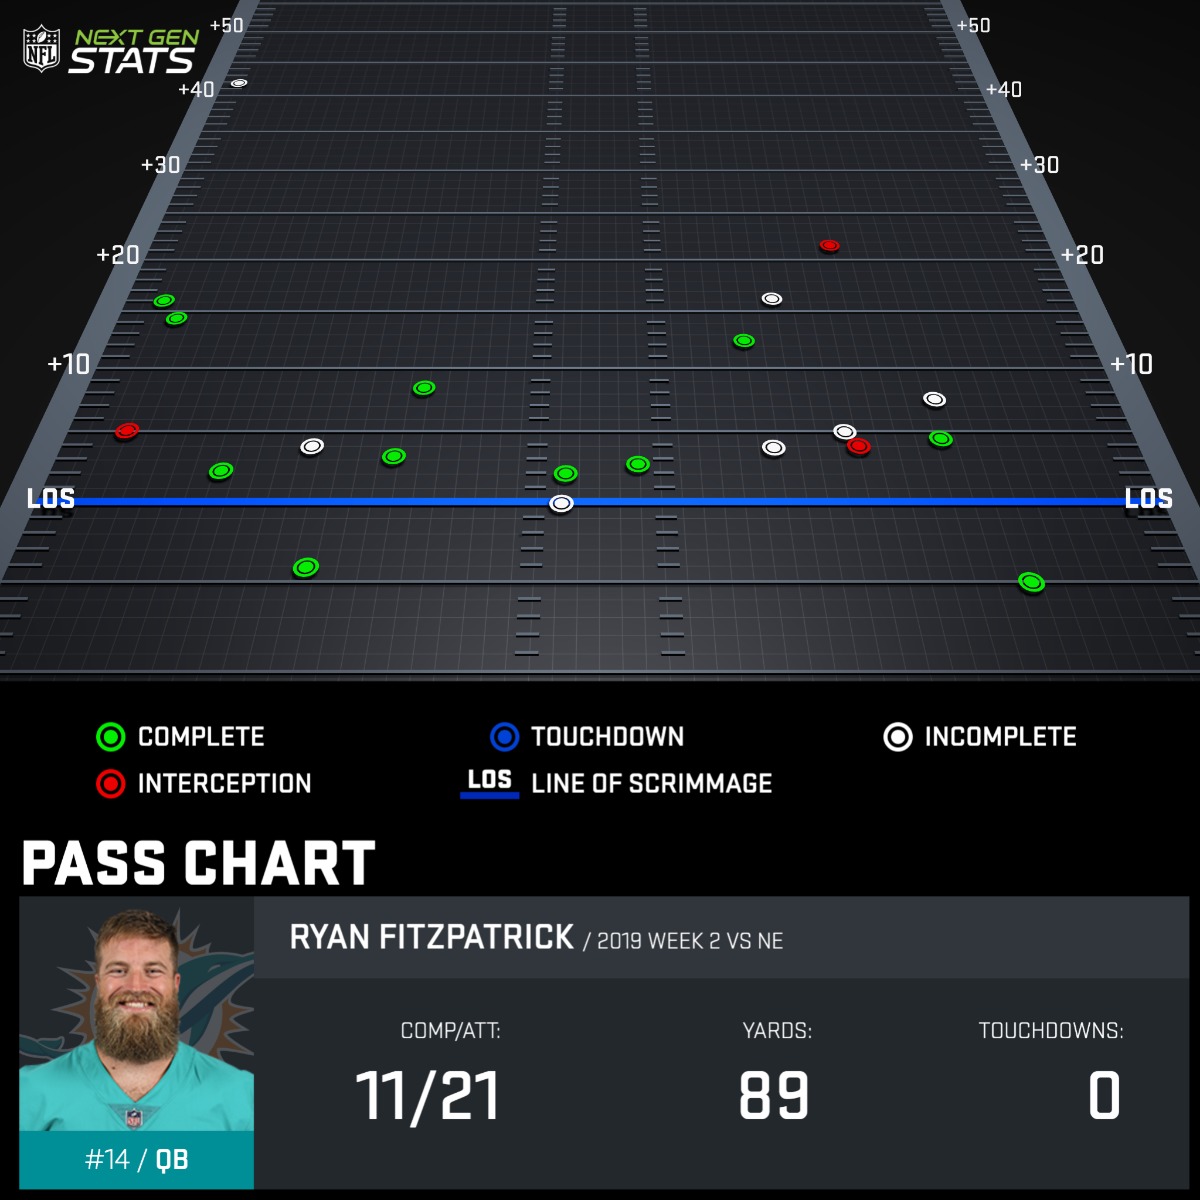 NFL NEXT GEN
STATS
+50 +50
+40 +40
+30 +30
+20 +20
+10 +10
LOS LOS
COMPLETE TOUCHDOWN INCOMPLETE
INTERCEPTION LOS LINE OF SCRIMMAGE
PASS CHART
RYAN FITZPATRICK / 2019 WEEK 2 VS NE
COMP/ATT: YARDS: TOUCHDOWNS:
11/21 89 0
#14 / QB